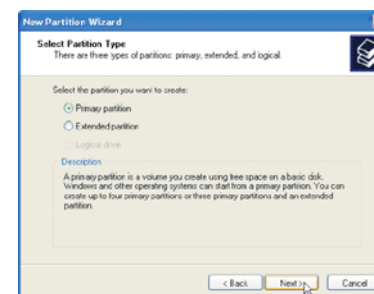 New Partition Wizard
Select Partition Type
There are three types of partitions: primary, extended, and logical.
Select the partition you want to create:
Primary partition
Extended partition
Logical drive
Description
A primary partition is a volume you create using free space on a basic disk.
Windows and other operating systems can start from a primary partition. You can
create up to four primary partitions or three primary partitions and an extended
partition.
< Back
Next >
Cancel